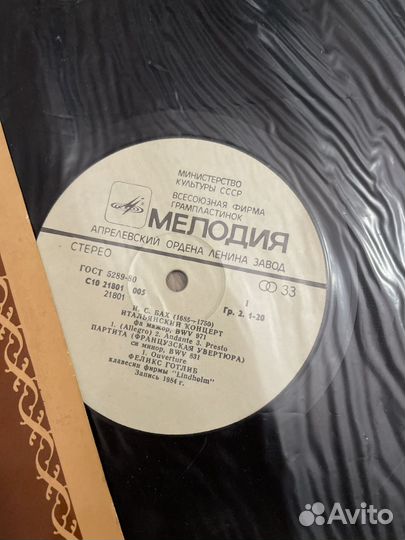 МИНИСТЕРСТВО
КУЛЬТУРЫ СССР
ВСЕСОЮЗНАЯ ФИРМА
ГРАМПЛАСТИНОК
МЕЛОДИЯ
АПРЕЛЕВСКИЙ ОРДЕНА ЛЕНИНА ЗАВОД
СТЕРЕО
33
ГОСТ 5289-80
С10 21801 005
21801
I
Гр. 2. 1-20
И. С. БАХ (1685—1750)
ИТАЛЬЯНСКИЙ КОНЦЕРТ
фа мажор, BWV 971
1. (Allegro) 2. Andante 3. Presto
ПАРТИТА (ФРАНЦУЗСКАЯ УВЕРТЮРА)
си минор, BWV 831
1. Ouverture
ФЕЛИКС ГОТЛИБ
клавесин фирмы "Lindholm"
Запись 1984 г.
Avito